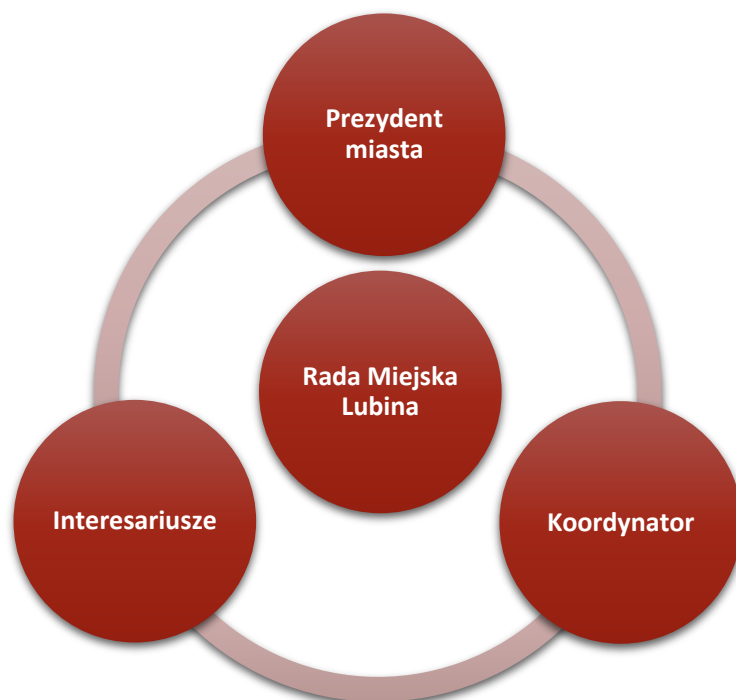 Prezydent
miasta
Rada Miejska
Lubina
Interesariusze
Koordynator